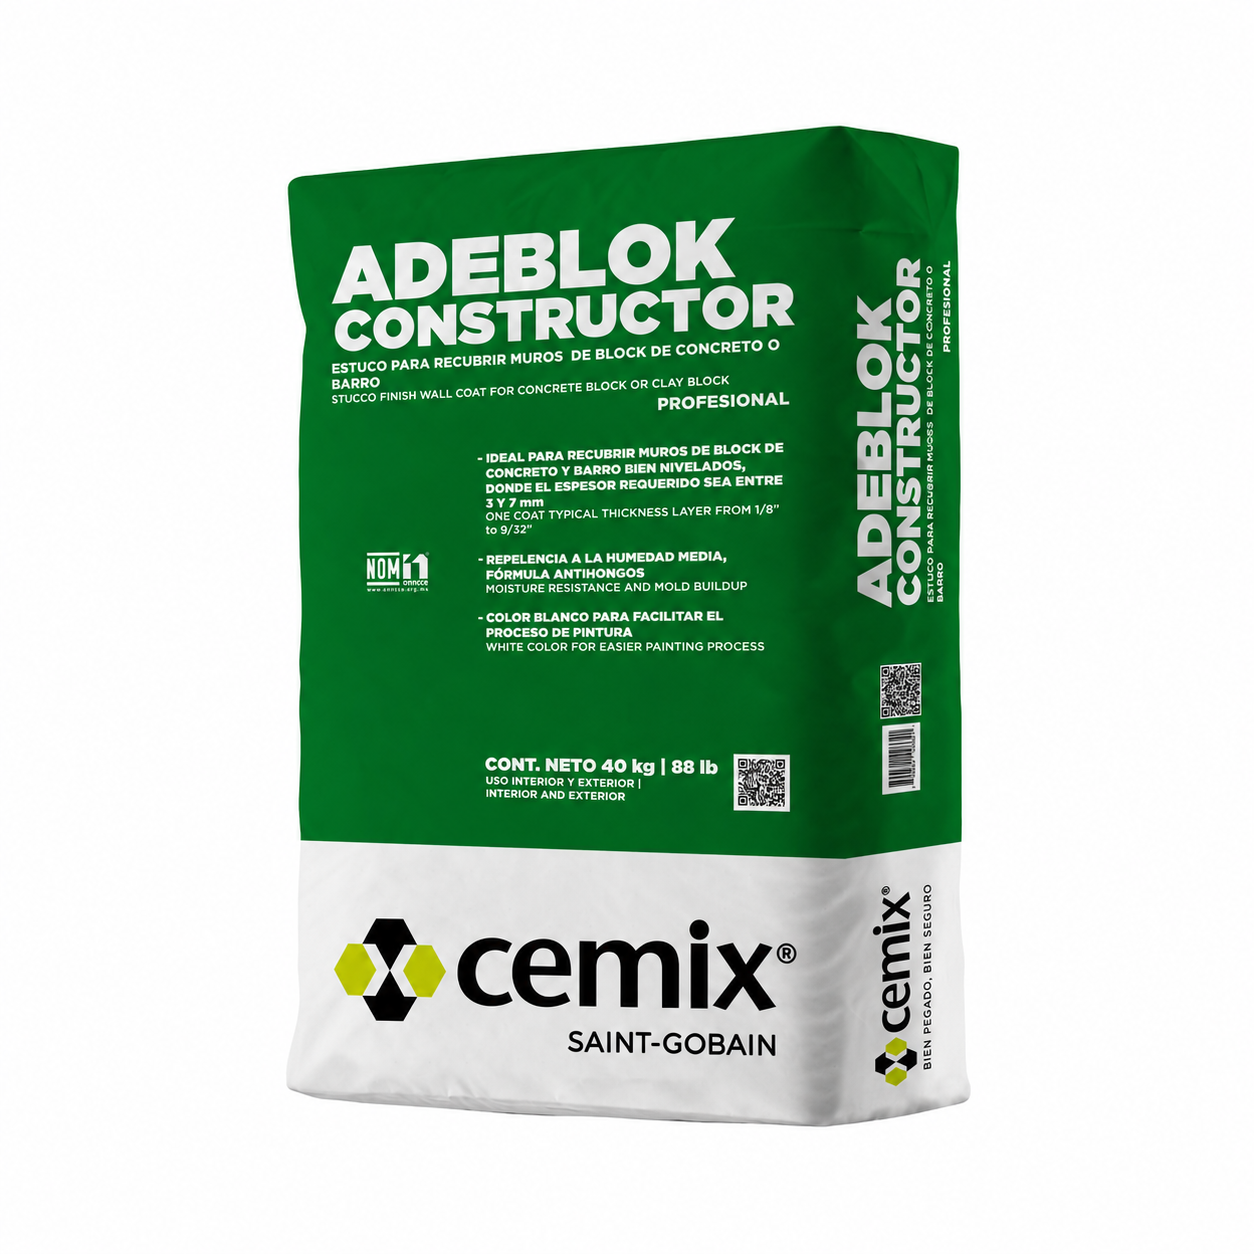 ADEBLOK
CONSTRUCTOR
ESTUCO PARA RECUBRIR MUROS DE BLOCK DE CONCRETO O
BARRO
STUCCO FINISH WALL COAT FOR CONCRETE BLOCK OR CLAY BLOCK
PROFESIONAL
- IDEAL PARA RECUBRIR MUROS DE BLOCK DE
CONCRETO Y BARRO BIEN NIVELADOS,
DONDE EL ESPESOR REQUERIDO SEA ENTRE
3 Y 7 mm
ONE COAT TYPICAL THICKNESS LAYER FROM 1/8"
to 9/32"
- REPELENCIA A LA HUMEDAD MEDIA,
FÓRMULA ANTIHONGOS
MOISTURE RESISTANCE AND MOLD BUILDUP
- COLOR BLANCO PARA FACILITAR EL
PROCESO DE PINTURA
WHITE COLOR FOR EASIER PAINTING PROCESS
NOM
onncce
www.onncce.org.mx
CONT. NETO 40 kg | 88 lb
USO INTERIOR Y EXTERIOR |
INTERIOR AND EXTERIOR
cemix®
SAINT-GOBAIN
ADEBLOK
CONSTRUCTOR
ESTUCO PARA RECUBRIR MUROS DE BLOCK DE CONCRETO O
BARRO
PROFESIONAL
cemix®
BIEN PEGADO, BIEN SEGURO